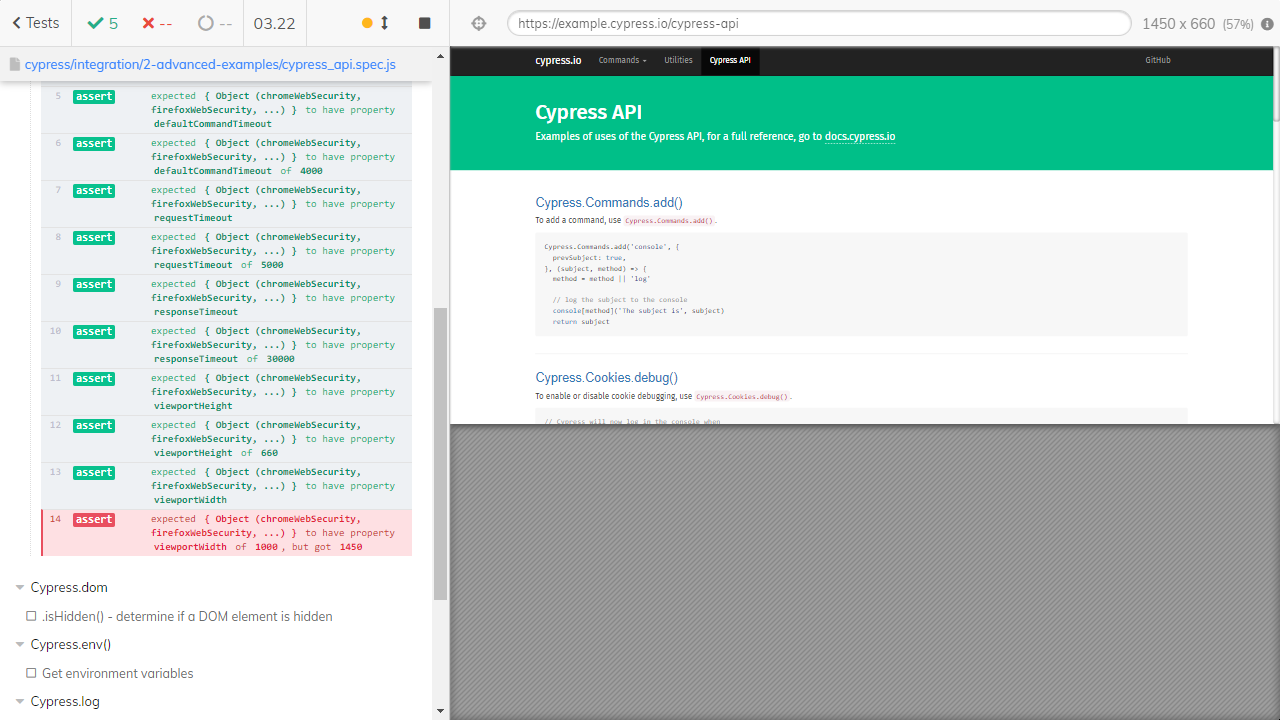 Tests
5
--
--
03.22
https://example.cypress.io/cypress-api
1450 x 660 (57%)
cypress/integration/2-advanced-examples/cypress_api.spec.js
5 assert expected { Object (chromeWebSecurity,
firefoxWebSecurity, ...) } to have property
defaultCommandTimeout
6 assert expected { Object (chromeWebSecurity,
firefoxWebSecurity, ...) } to have property
defaultCommandTimeout of 4000
7 assert expected { Object (chromeWebSecurity,
firefoxWebSecurity, ...) } to have property
requestTimeout
8 assert expected { Object (chromeWebSecurity,
firefoxWebSecurity, ...) } to have property
requestTimeout of 5000
9 assert expected { Object (chromeWebSecurity,
firefoxWebSecurity, ...) } to have property
responseTimeout
10 assert expected { Object (chromeWebSecurity,
firefoxWebSecurity, ...) } to have property
responseTimeout of 30000
11 assert expected { Object (chromeWebSecurity,
firefoxWebSecurity, ...) } to have property
viewportHeight
12 assert expected { Object (chromeWebSecurity,
firefoxWebSecurity, ...) } to have property
viewportHeight of 660
13 assert expected { Object (chromeWebSecurity,
firefoxWebSecurity, ...) } to have property
viewportWidth
14 assert expected { Object (chromeWebSecurity,
firefoxWebSecurity, ...) } to have property
viewportWidth of 1000, but got 1450
Cypress.dom
.isHidden() - determine if a DOM element is hidden
Cypress.env()
Get environment variables
Cypress.log
cypress.io Commands Utilities Cypress API GitHub
Cypress API
Examples of uses of the Cypress API, for a full reference, go to docs.cypress.io
Cypress.Commands.add()
To add a command, use Cypress.Commands.add().
Cypress.Commands.add('console', {
prevSubject: true,
}, (subject, method) => {
method = method || 'log'
// log the subject to the console
console[method]('The subject is', subject)
return subject
Cypress.Cookies.debug()
To enable or disable cookie debugging, use Cypress.Cookies.debug().
// Cypress will now log in the console when